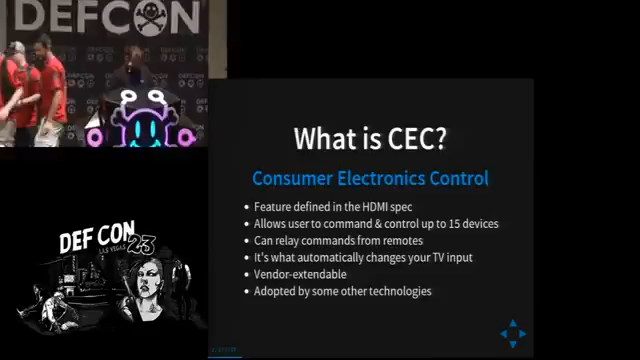 DEFCON
What is CEC?
Consumer Electronics Control
Feature defined in the HDMI spec
Allows user to command & control up to 15 devices
Can relay commands from remotes
It's what automatically changes your TV input
Vendor-extendable
Adopted by some other technologies
DEF CON
LAS VEGAS 23